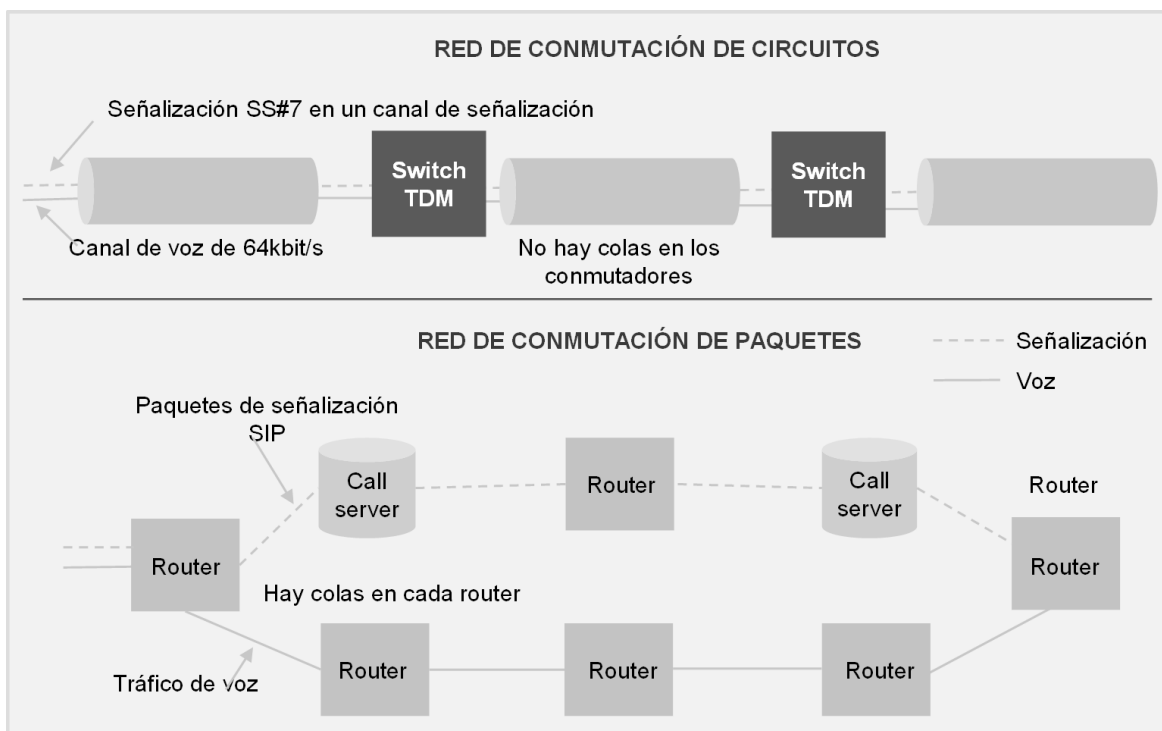 RED DE CONMUTACIÓN DE CIRCUITOS
Señalización SS#7 en un canal de señalización
Switch
TDM
Switch
TDM
Canal de voz de 64kbit/s
No hay colas en los
conmutadores
RED DE CONMUTACIÓN DE PAQUETES
Señalización
Voz
Paquetes de señalización
SIP
Call
server
Router
Call
server
Router
Router
Router
Hay colas en cada router
Router
Router
Router
Tráfico de voz